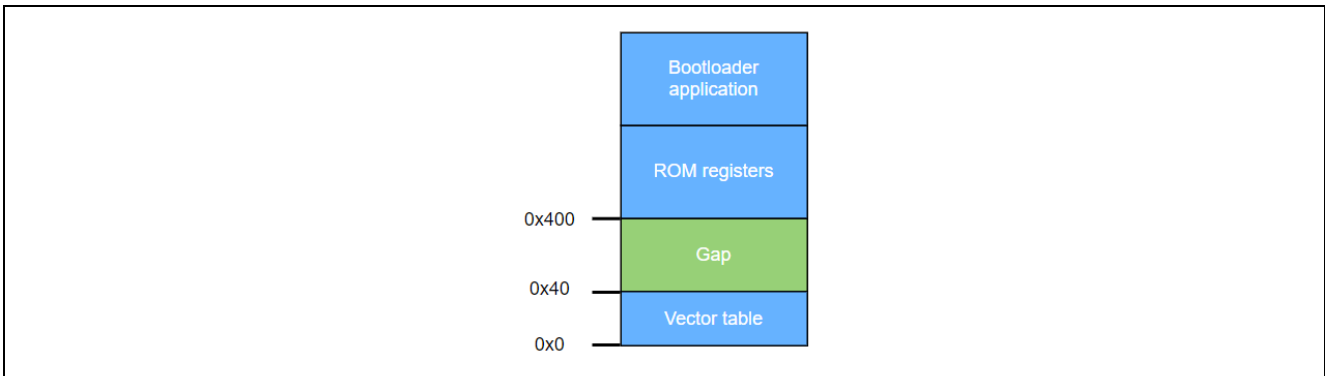 Bootloader
application
ROM registers
0x400
Gap
0x40
Vector table
0x0